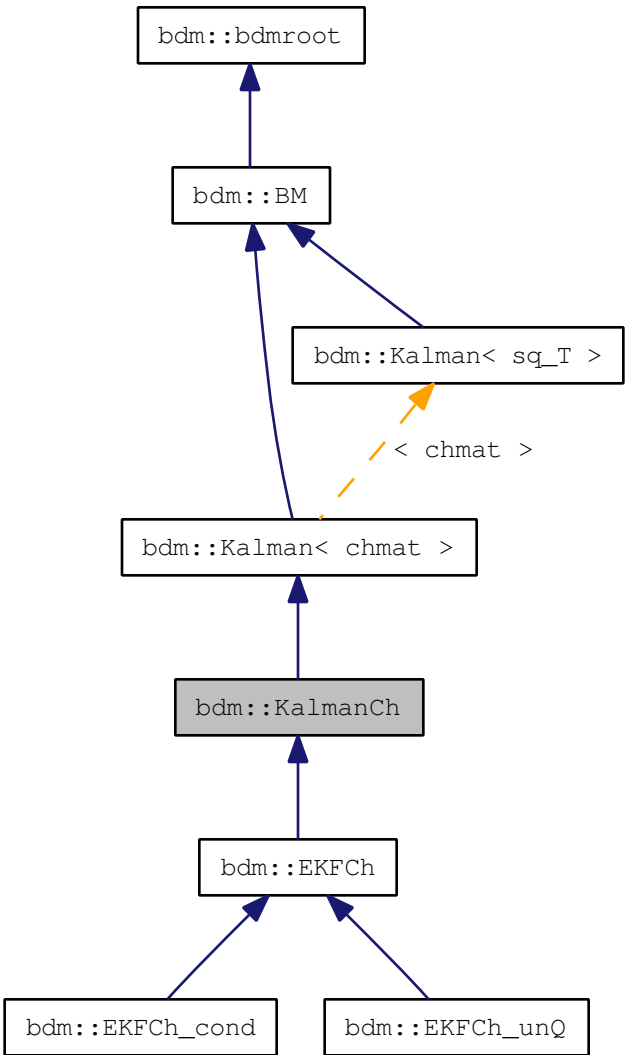 bdm::bdmroot
bdm::BM
bdm::Kalman< sq_T >
< chmat >
bdm::Kalman< chmat >
bdm::KalmanCh
bdm::EKFCh
bdm::EKFCh_cond
bdm::EKFCh_unQ